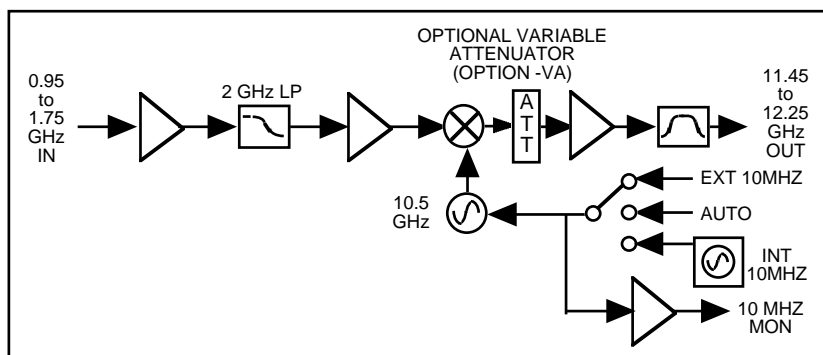 OPTIONAL VARIABLE
ATTENUATOR
(OPTION -VA)
0.95
to
1.75
GHz
IN
2 GHz LP
A
T
T
11.45
to
12.25
GHz
OUT
10.5
GHz
EXT 10MHZ
AUTO
INT
10MHZ
10 MHZ
MON